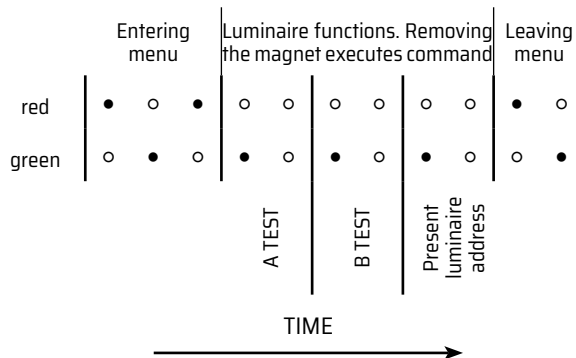 Entering
menu
Luminaire functions. Removing
the magnet executes command
Leaving
menu
red
green
A TEST
B TEST
Present
luminaire
address
TIME